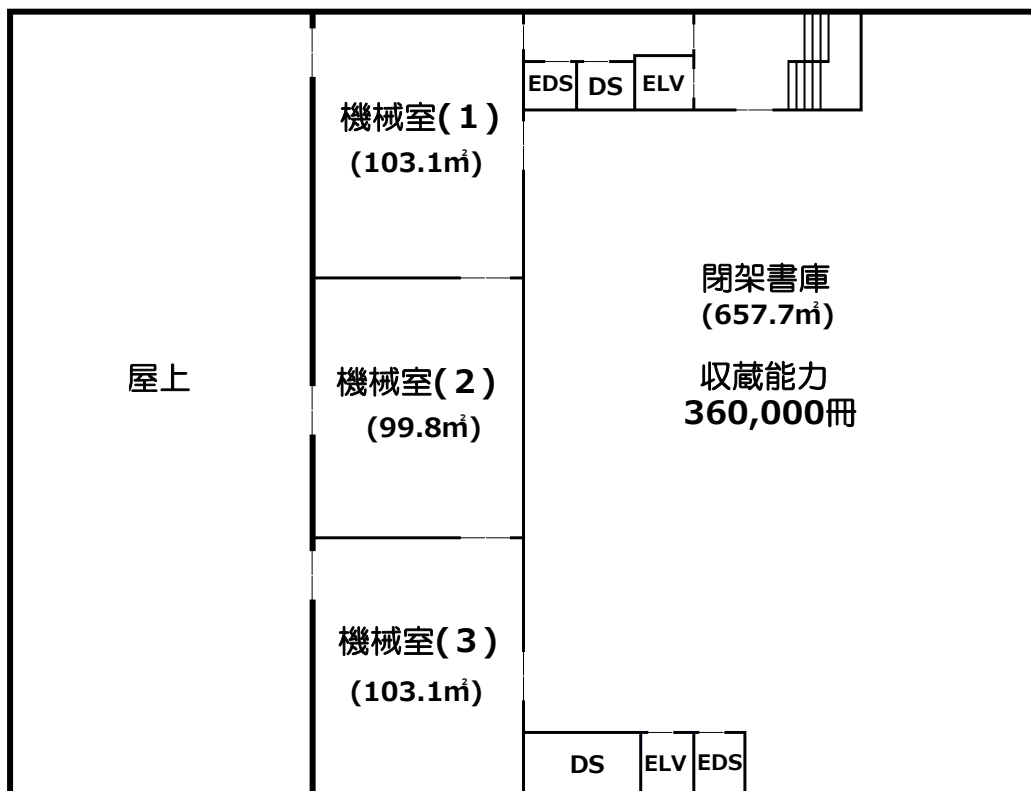 EDS
DS
ELV
機械室(１)
(103.1㎡)
閉架書庫
(657.7㎡)
収蔵能力
360,000冊
屋上
機械室(２)
(99.8㎡)
機械室(３)
(103.1㎡)
DS
ELV
EDS